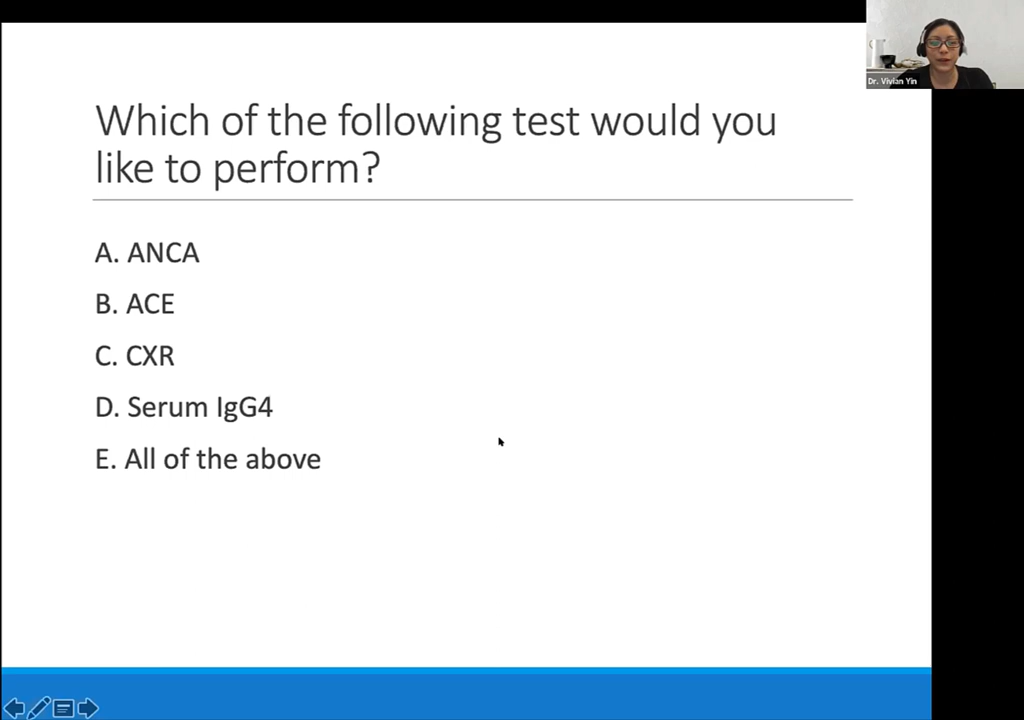 Dr. Vivian Yin
Which of the following test would you
like to perform?
A. ANCA
B. ACE
C. CXR
D. Serum IgG4
E. All of the above